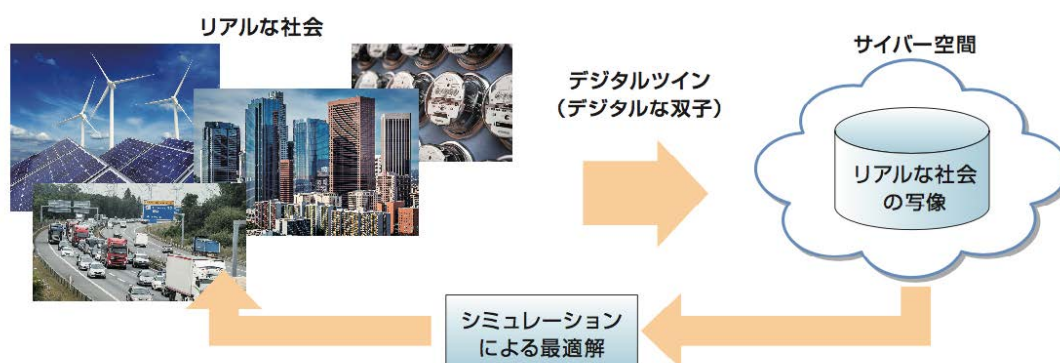 リアルな社会
デジタルツイン
（デジタルな双子）
サイバー空間
リアルな社会
の写像
シミュレーション
による最適解